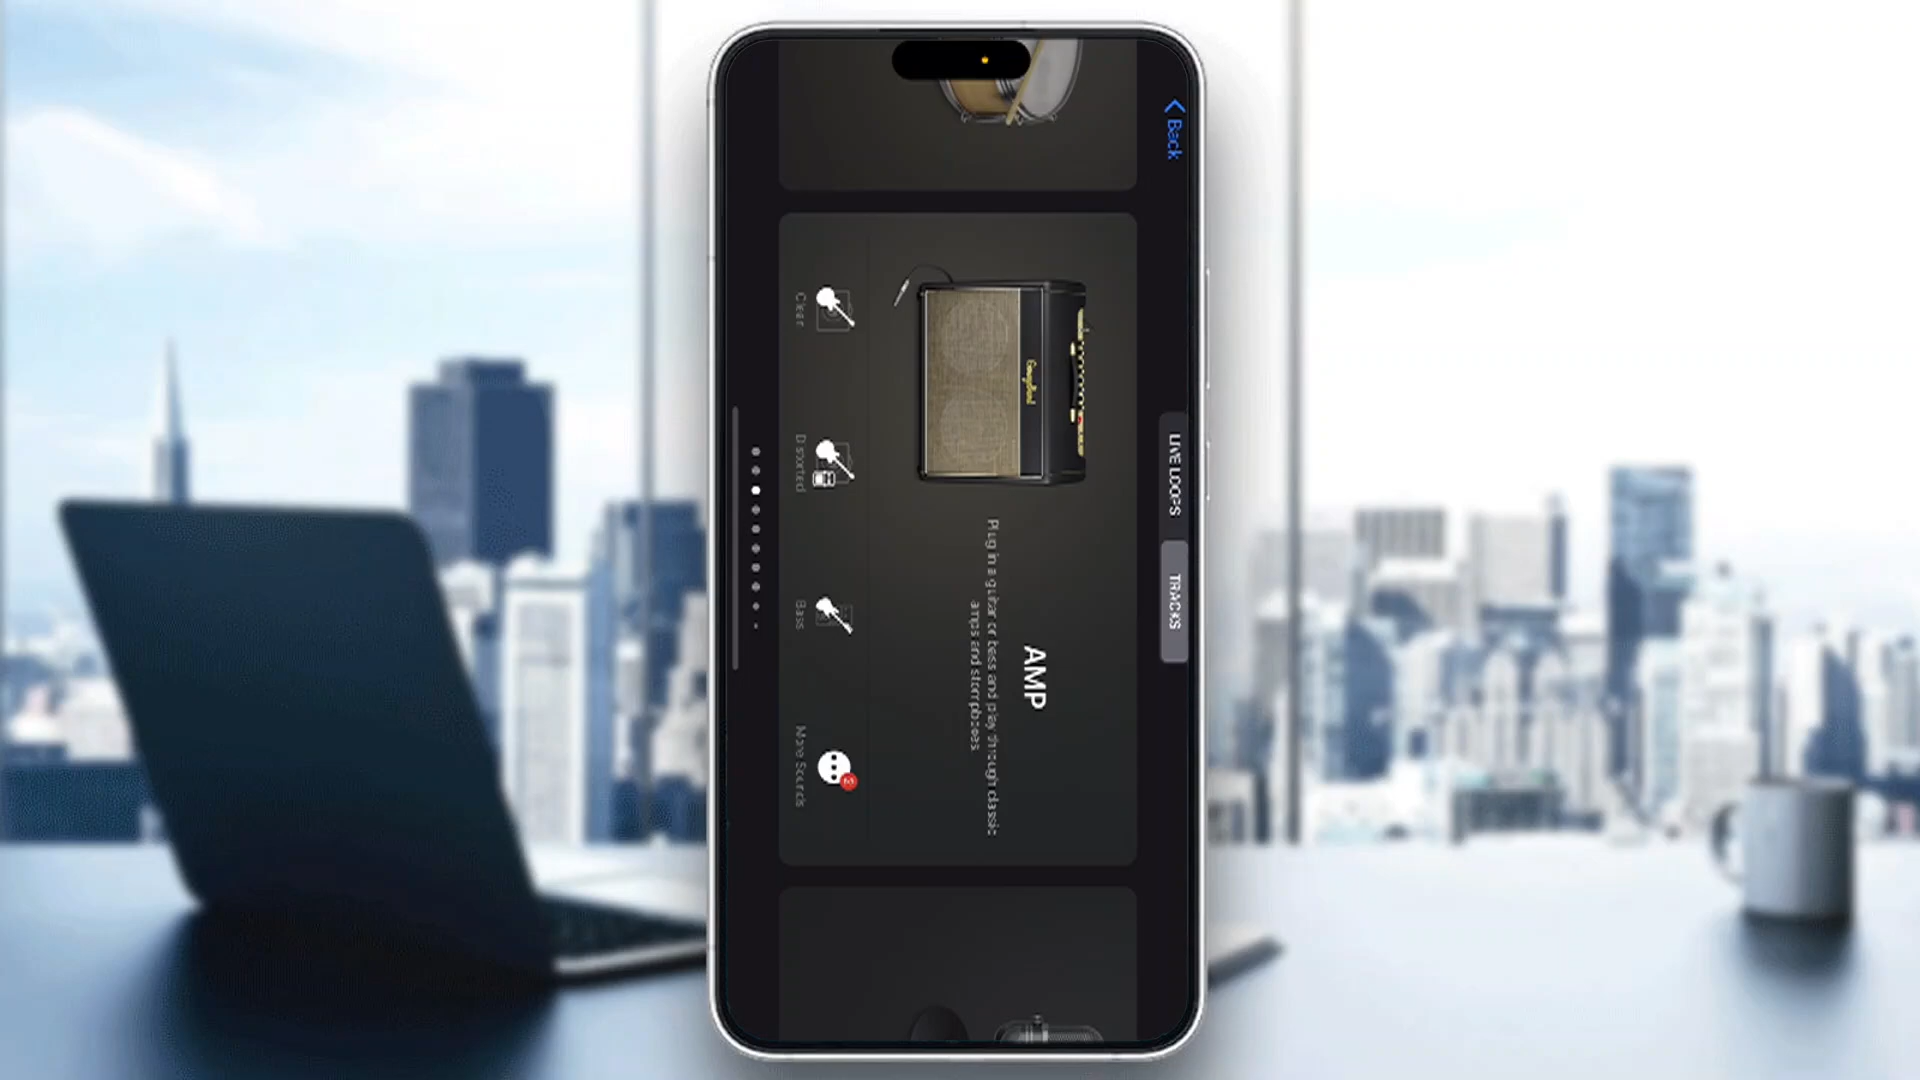 Back
LIVE LOOPS
TRACKS
AMP
Plug in a guitar or bass and play through classic
amps and stompboxes.
Clean
Distorted
Bass
More Sounds
2